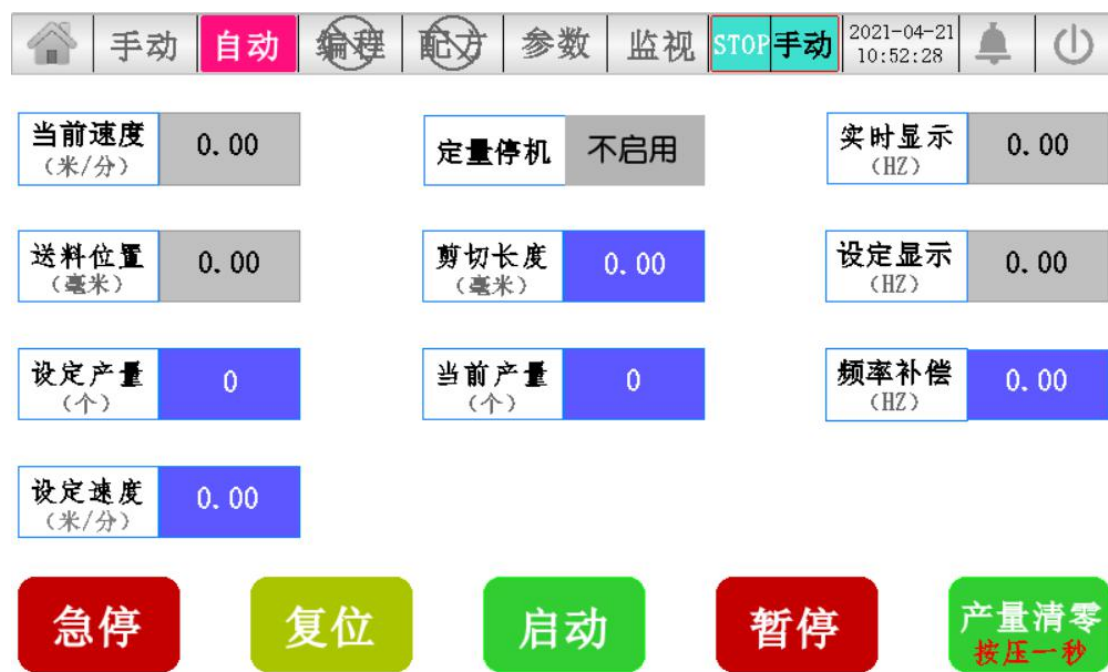 手动 自动 编程 配方 参数 监视 STOP 手动 2021-04-21
10:52:28
当前速度
(米/分)
0.00
定量停机
不启用
实时显示
(HZ)
0.00
送料位置
(毫米)
0.00
剪切长度
(毫米)
0.00
设定显示
(HZ)
0.00
设定产量
(个)
0
当前产量
(个)
0
频率补偿
(HZ)
0.00
设定速度
(米/分)
0.00
急停
复位
启动
暂停
产量清零
按压一秒